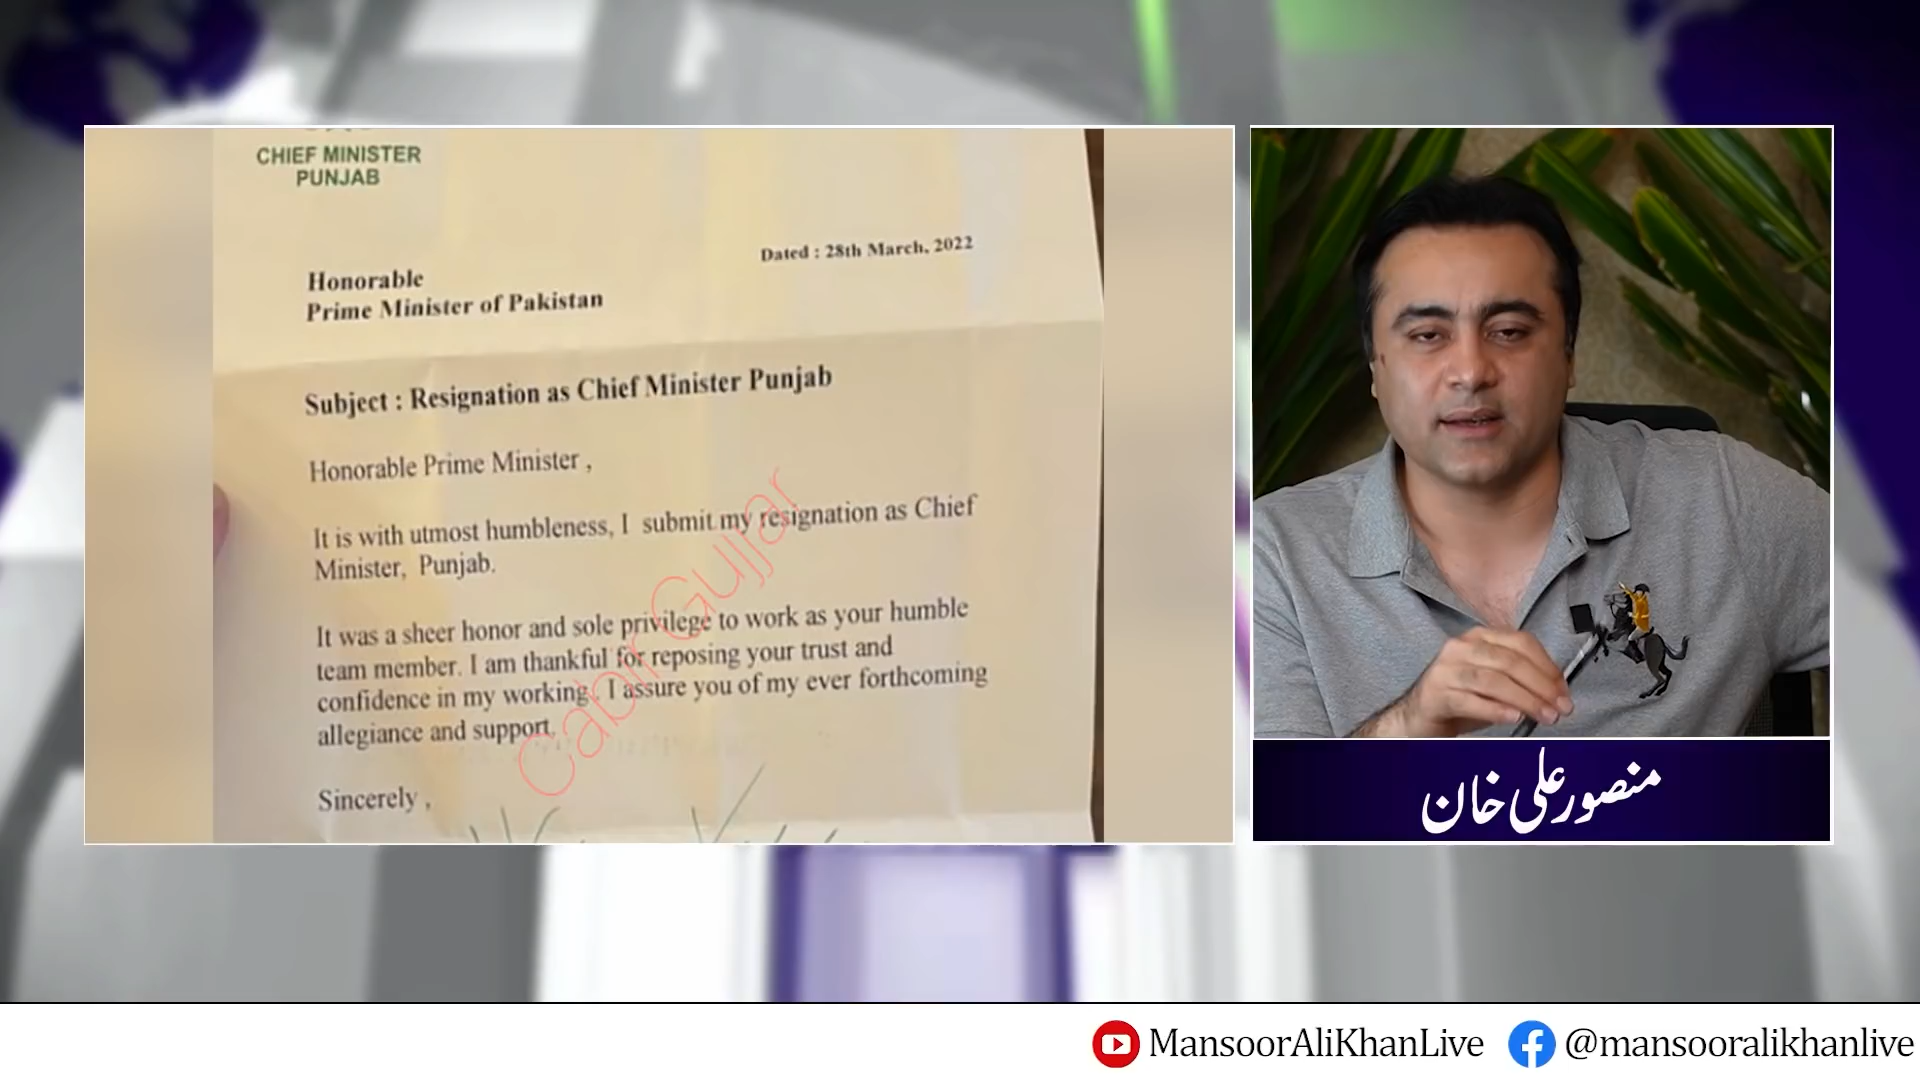 CHIEF MINISTER
PUNJAB
Dated : 28th March, 2022
Honorable
Prime Minister of Pakistan
Subject : Resignation as Chief Minister Punjab
Honorable Prime Minister ,
It is with utmost humbleness, I submit my resignation as Chief
Minister, Punjab.
It was a sheer honor and sole privilege to work as your humble
team member. I am thankful for reposing your trust and
confidence in my working. I assure you of my ever forthcoming
allegiance and support.
Sincerely ,
Gujjar
منصور علی خان
MansoorAliKhanLive
@mansooralikhanlive